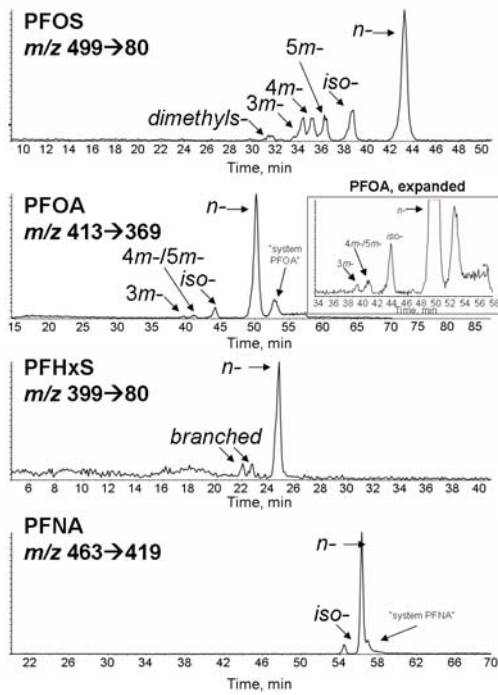 PFOS
m/z 499→80
n-
5m-
iso-
4m-
3m-
dimethyls-
10 12 14 16 18 20 22 24 26 28 30 32 34 36 38 40 42 44 46 48 50
Time, min
PFOA
m/z 413→369
n-
4m-/5m-
iso-
3m-
"system
PFOA"
15 20 25 30 35 40 45 50 55 60 65 70 75 80 85
Time, min
PFOA, expanded
n-
4m-/5m-
iso-
3m-
34 36 38 40 42 44 46 48 50 52 54 56 58
Time, min
PFHxS
m/z 399→80
n-
branched
6 8 10 12 14 16 18 20 22 24 26 28 30 32 34 36 38 40
Time, min
PFNA
m/z 463→419
n-
iso-
"system PFNA"
22 26 30 34 38 42 46 50 54 58 62 66 70
Time, min